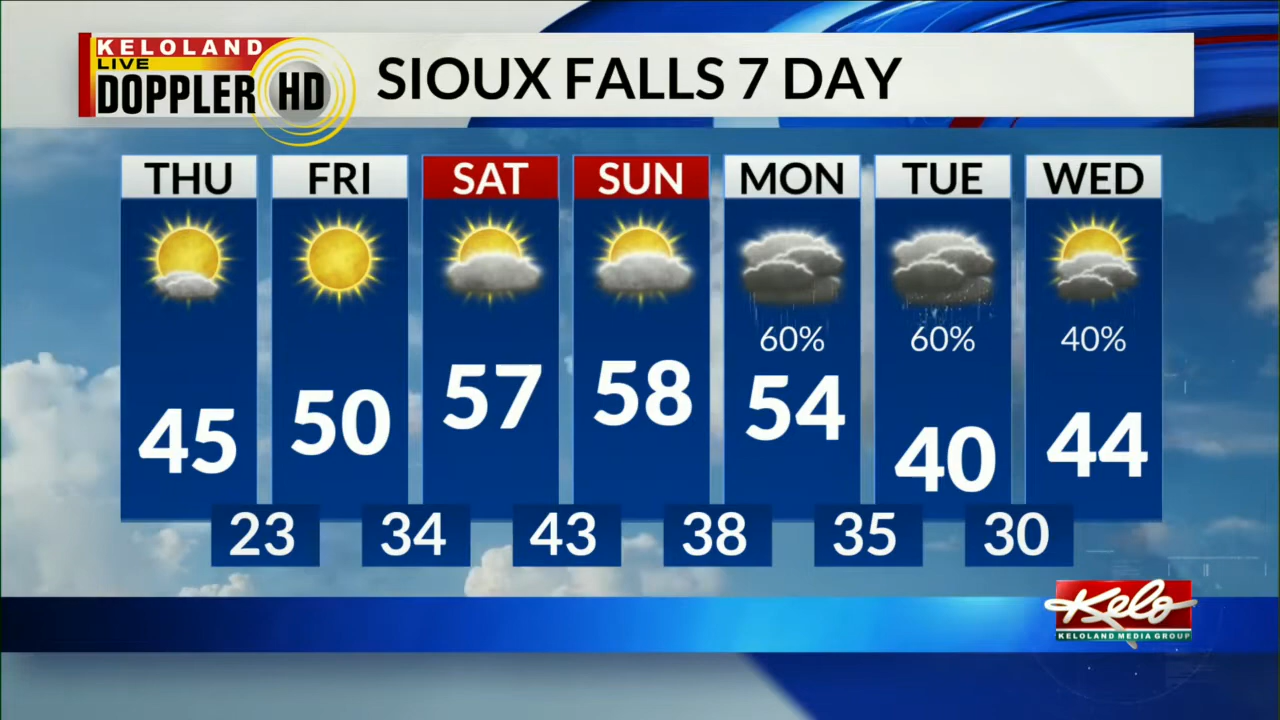 KELOLAND
LIVE
DOPPLER HD
SIOUX FALLS 7 DAY
THU FRI SAT SUN MON TUE WED
60% 60% 40%
45 50 57 58 54 40 44
23 34 43 38 35 30
Kelo
KELOLAND MEDIA GROUP